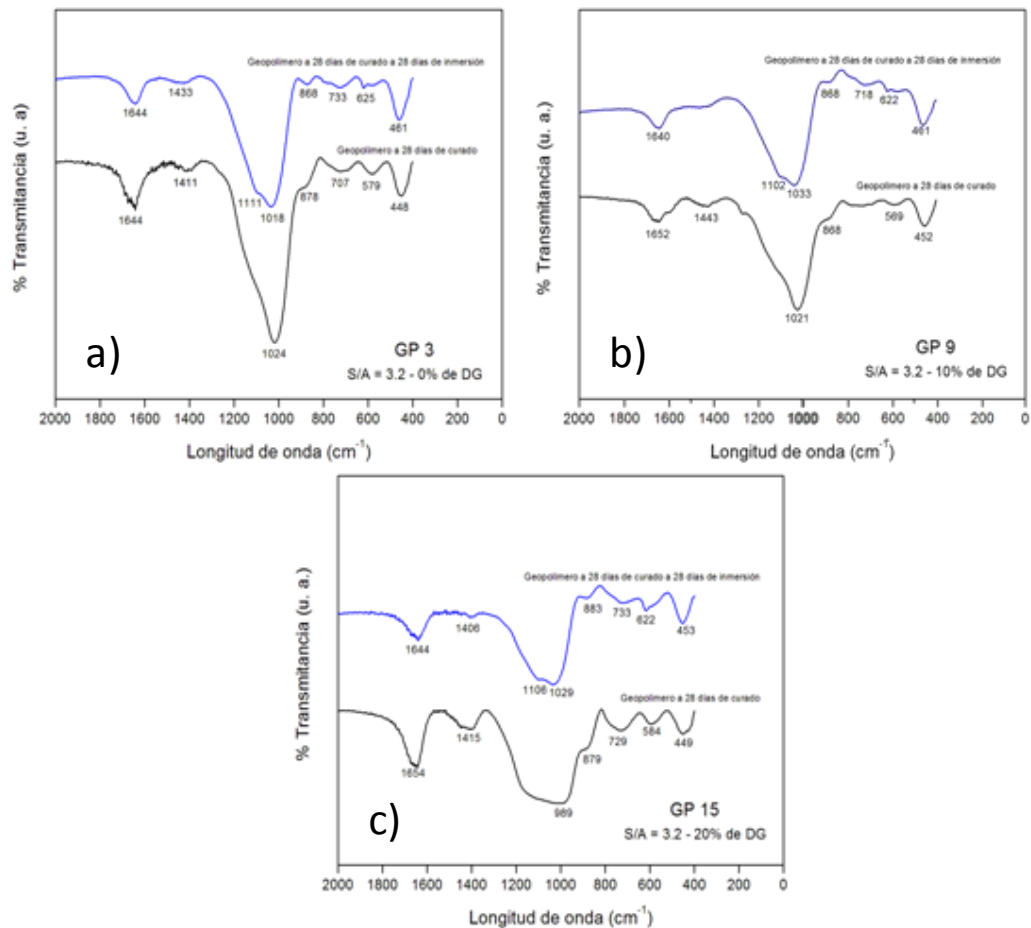 % Transmitancia (u. a)
Geopolímero a 28 días de curado a 28 días de inmersión
1644
1433
868
733
625
461
1111
1018
Geopolímero a 28 días de curado
1644
1411
878
707
579
448
1024
a)
GP 3
S/A = 3.2 - 0% de DG
2000 1800 1600 1400 1200 1000 800 600 400 200 0
Longitud de onda (cm⁻¹)
% Transmitancia (u. a.)
Geopolímero a 28 días de curado a 28 días de inmersión
1640
868
718
622
461
1102
1033
Geopolímero a 28 días de curado
1652
1443
868
569
452
1021
b)
GP 9
S/A = 3.2 - 10% de DG
2000 1800 1600 1400 1200 1000 800 600 400 200 0
Longitud de onda (cm⁻¹)
% Transmitancia (u. a.)
Geopolímero a 28 días de curado a 28 días de inmersión
1644
1406
883
733
622
453
1106
1029
Geopolímero a 28 días de curado
1654
1415
879
729
584
449
989
c)
GP 15
S/A = 3.2 - 20% de DG
2000 1800 1600 1400 1200 1000 800 600 400 200 0
Longitud de onda (cm⁻¹)